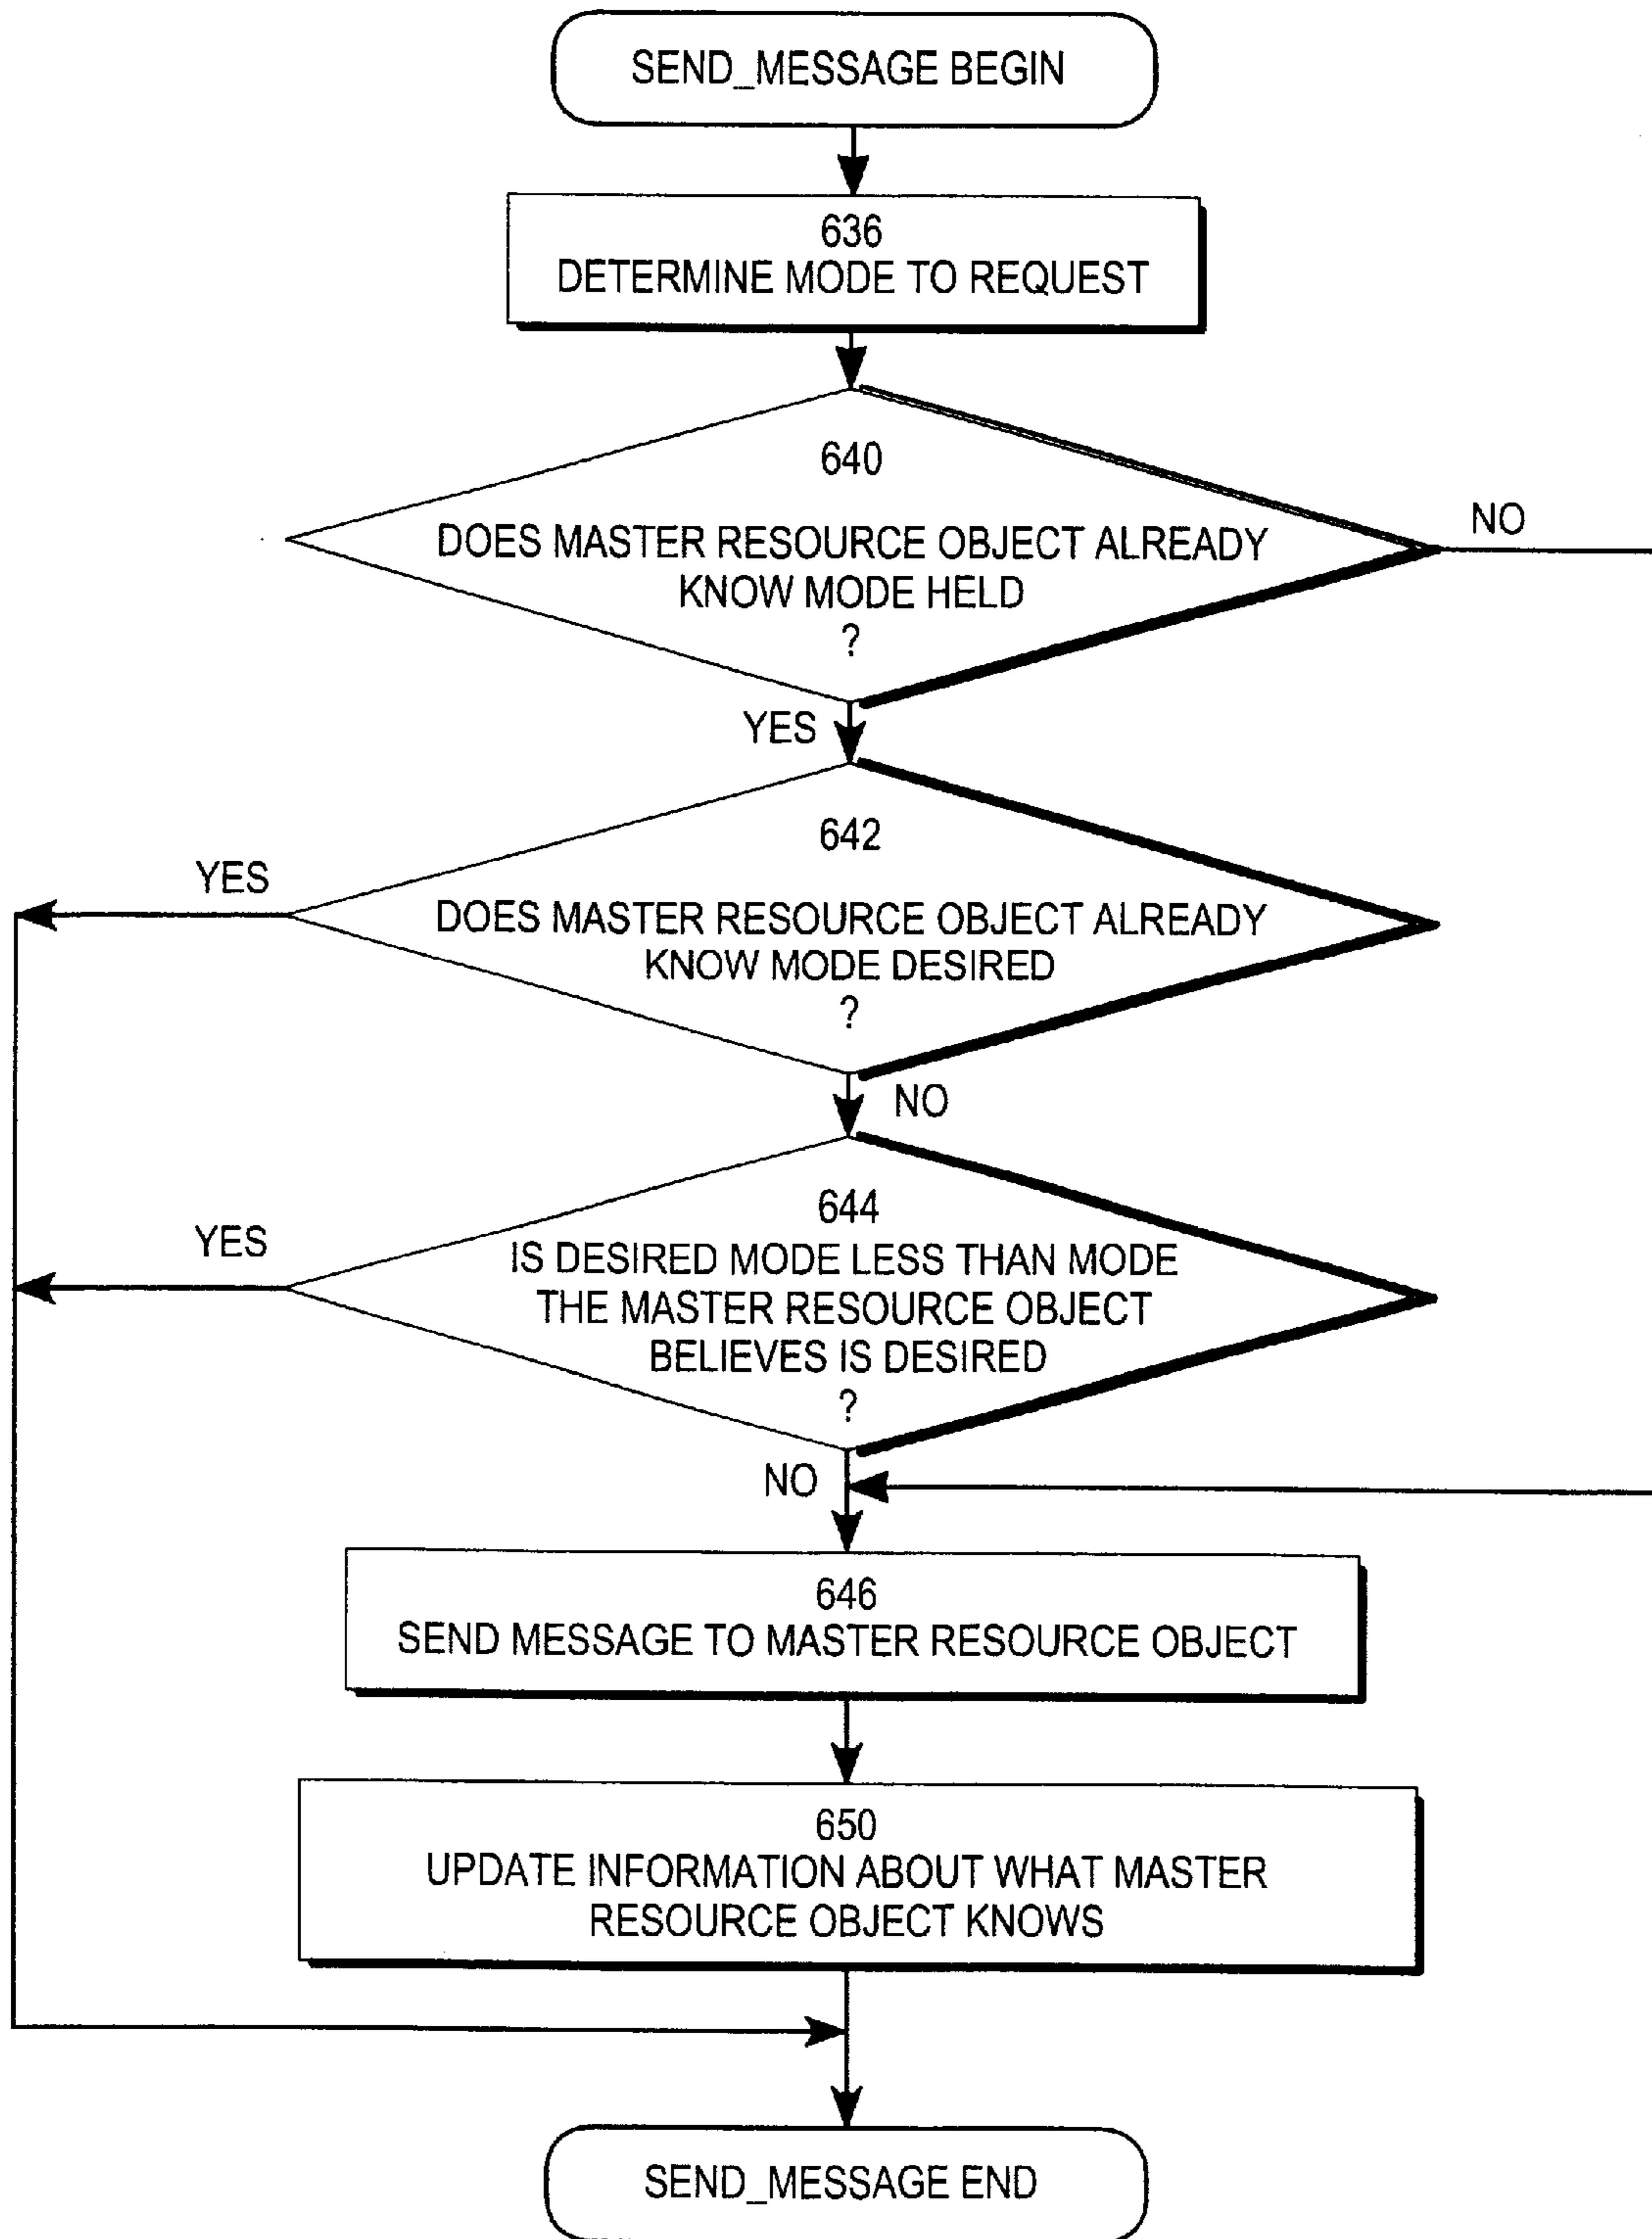 SEND_MESSAGE BEGIN
636
DETERMINE MODE TO REQUEST
640
DOES MASTER RESOURCE OBJECT ALREADY
KNOW MODE HELD
?
NO
YES
642
DOES MASTER RESOURCE OBJECT ALREADY
KNOW MODE DESIRED
?
YES
NO
644
IS DESIRED MODE LESS THAN MODE
THE MASTER RESOURCE OBJECT
BELIEVES IS DESIRED
?
YES
NO
646
SEND MESSAGE TO MASTER RESOURCE OBJECT
650
UPDATE INFORMATION ABOUT WHAT MASTER
RESOURCE OBJECT KNOWS
SEND_MESSAGE END